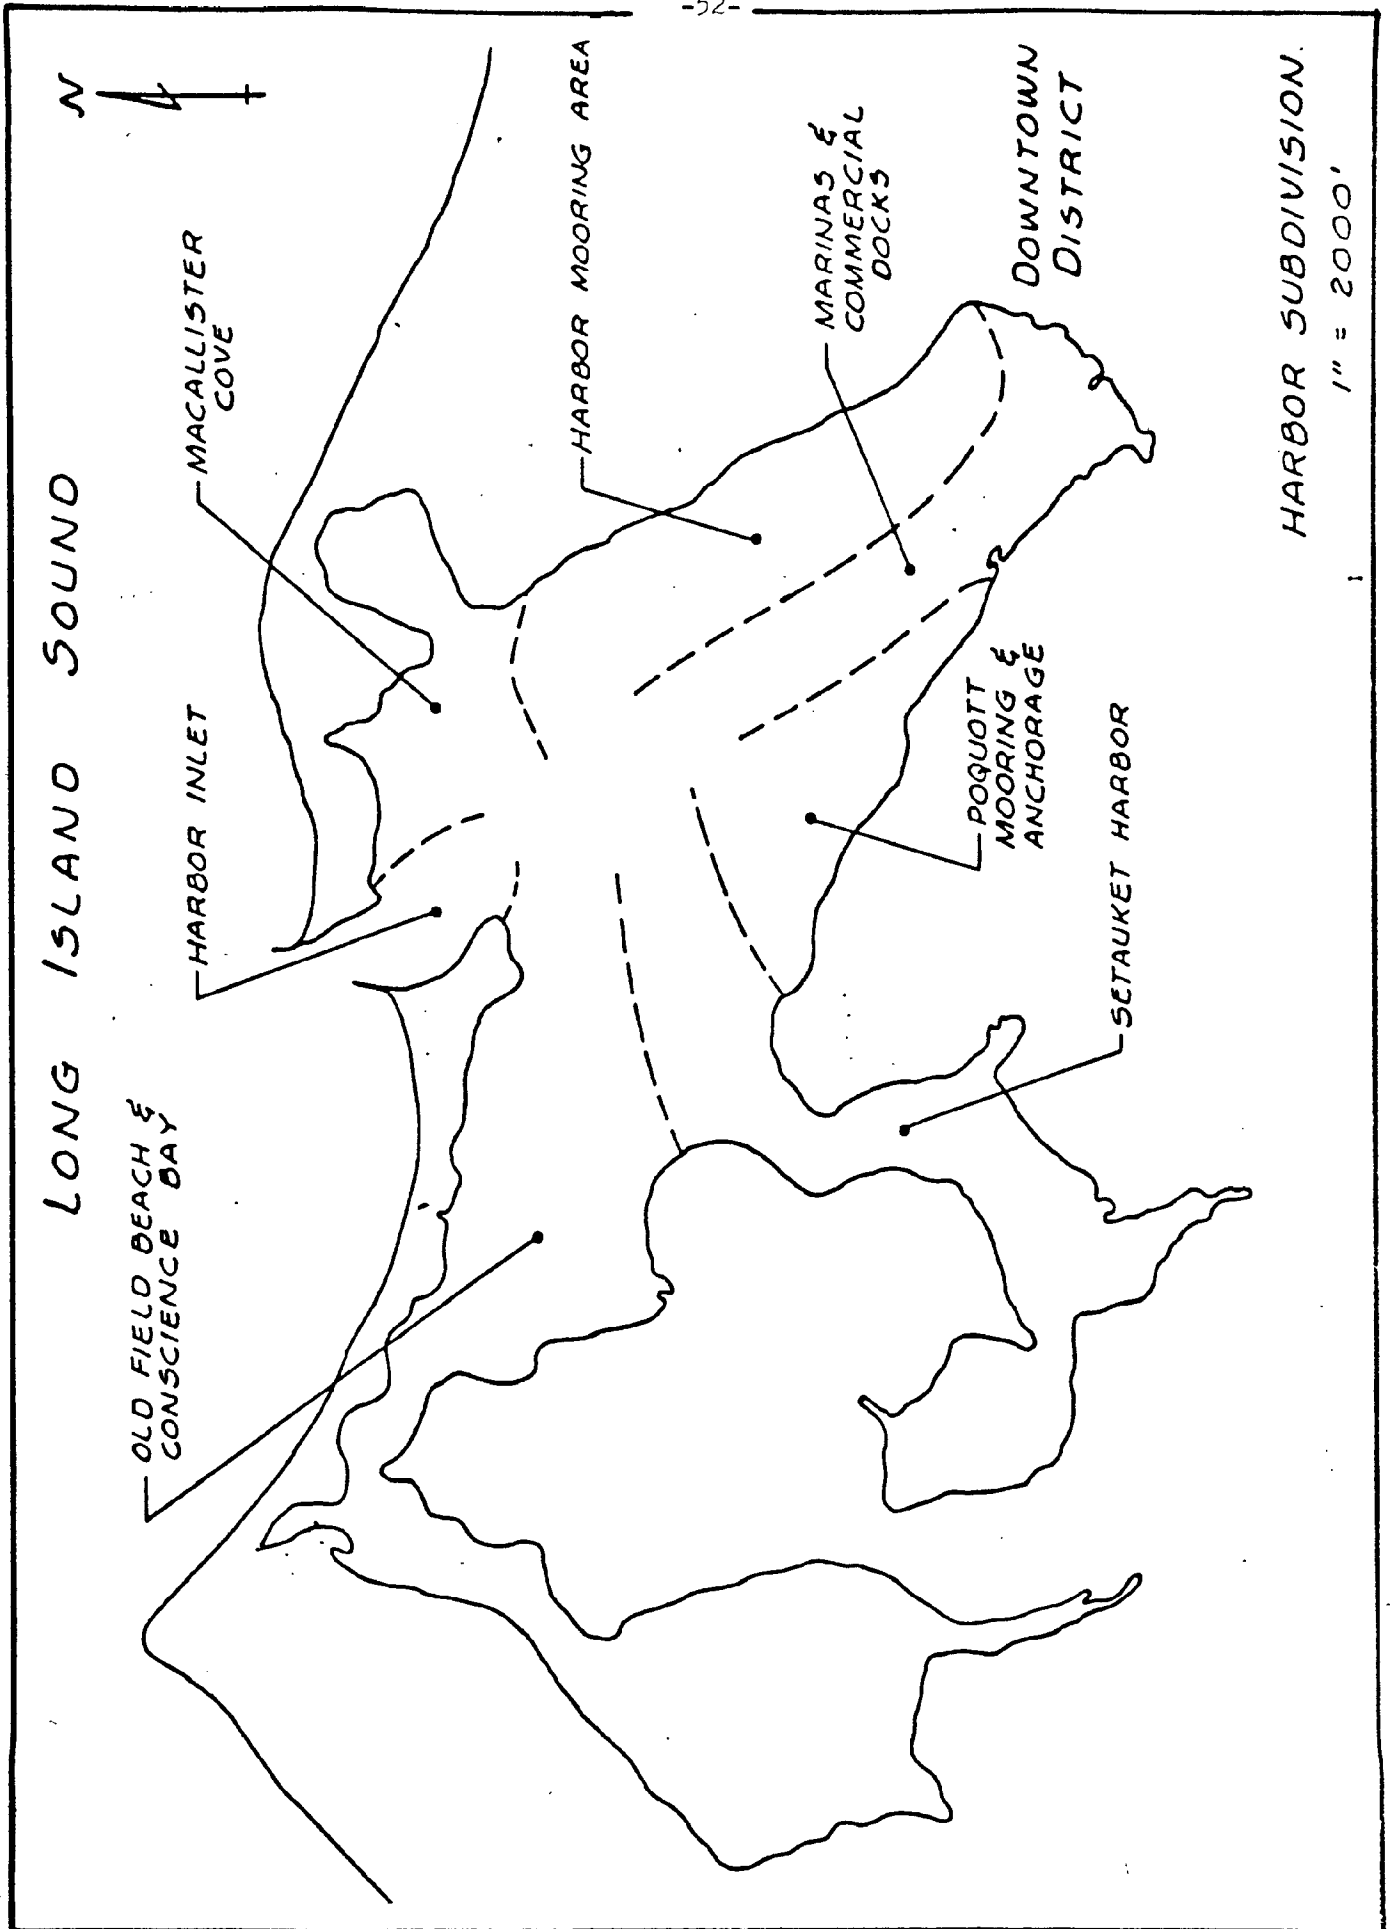 -52-
N
LONG ISLAND SOUND
OLD FIELD BEACH &
CONSCIENCE BAY
HARBOR INLET
MACALLISTER
COVE
HARBOR MOORING AREA
MARINAS &
COMMERCIAL
DOCKS
DOWNTOWN
DISTRICT
POQUOTT
MOORING &
ANCHORAGE
SETAUKET HARBOR
HARBOR SUBDIVISION.
1" = 2000'